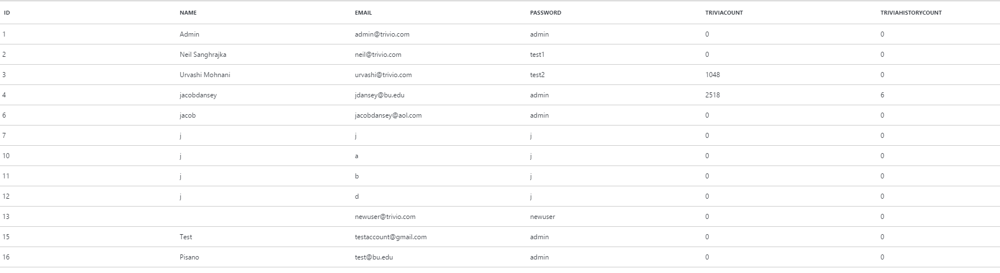 ID NAME EMAIL PASSWORD TRIVIACOUNT TRIVIAHISTORYCOUNT
1 Admin admin@trivio.com admin 0 0
2 Neil Sanghrajka neil@trivio.com test1 0 0
3 Urvashi Mohnani urvashi@trivio.com test2 1048 0
4 jacobdansey jdansey@bu.edu admin 2518 6
6 jacob jacobdansey@aol.com admin 0 0
7 j j j 0 0
10 j a j 0 0
11 j b j 0 0
12 j d j 0 0
13 newuser@trivio.com newuser 0 0
15 Test testaccount@gmail.com admin 0 0
16 Pisano test@bu.edu admin 0 0